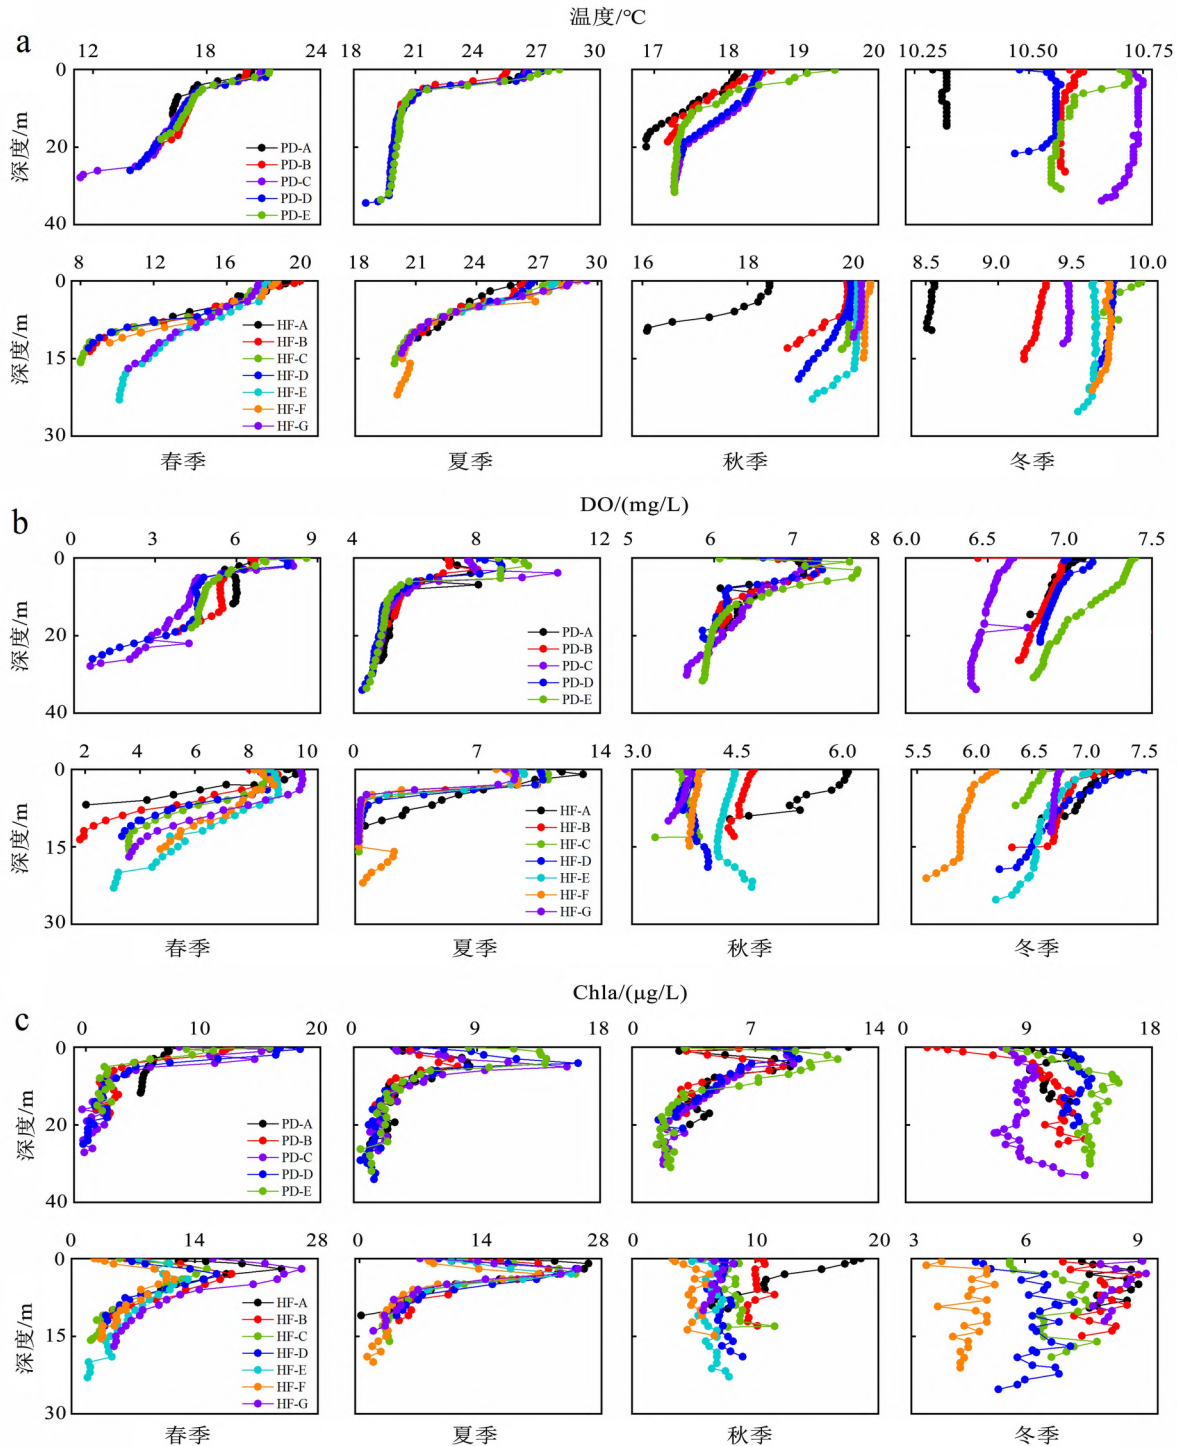 温度/°C
a
12 18 24 18 21 24 27 30 17 18 19 20 10.25 10.50 10.75
深度/m
0
20
40
PD-A
PD-B
PD-C
PD-D
PD-E
8 12 16 20 18 21 24 27 30 16 18 20 8.5 9.0 9.5 10.0
深度/m
0
15
30
HF-A
HF-B
HF-C
HF-D
HF-E
HF-F
HF-G
春季 夏季 秋季 冬季
DO/(mg/L)
b
0 3 6 9 4 8 12 5 6 7 8 6.0 6.5 7.0 7.5
深度/m
0
20
40
PD-A
PD-B
PD-C
PD-D
PD-E
2 4 6 8 10 0 7 14 3.0 4.5 6.0 5.5 6.0 6.5 7.0 7.5
深度/m
0
15
30
HF-A
HF-B
HF-C
HF-D
HF-E
HF-F
HF-G
春季 夏季 秋季 冬季
Chla/(μg/L)
c
0 10 20 0 9 18 0 7 14 0 9 18
深度/m
0
20
40
PD-A
PD-B
PD-C
PD-D
PD-E
0 14 28 0 14 28 0 10 20 3 6 9
深度/m
0
15
30
HF-A
HF-B
HF-C
HF-D
HF-E
HF-F
HF-G
春季 夏季 秋季 冬季